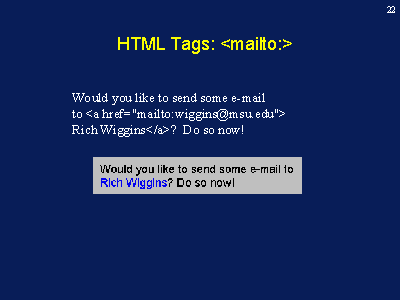 22
HTML Tags: <mailto:>
Would you like to send some e-mail
to <a href="mailto:wiggins@msu.edu">
Rich Wiggins</a>? Do so now!
Would you like to send some e-mail to
Rich Wiggins? Do so now!